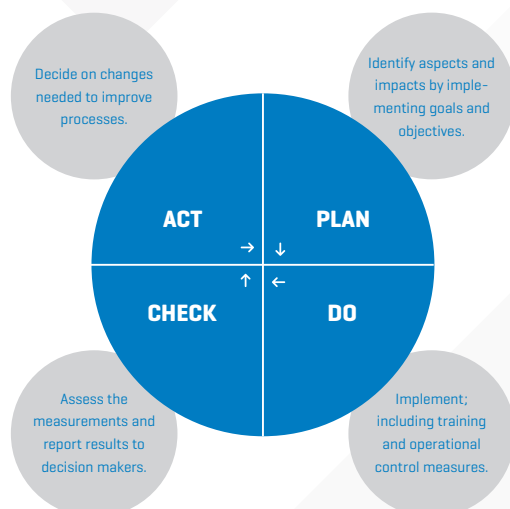 Decide on changes
needed to improve
processes.
Identify aspects and
impacts by imple-
menting goals and
objectives.
ACT
PLAN
CHECK
DO
Assess the
measurements and
report results to
decision makers.
Implement;
including training
and operational
control measures.